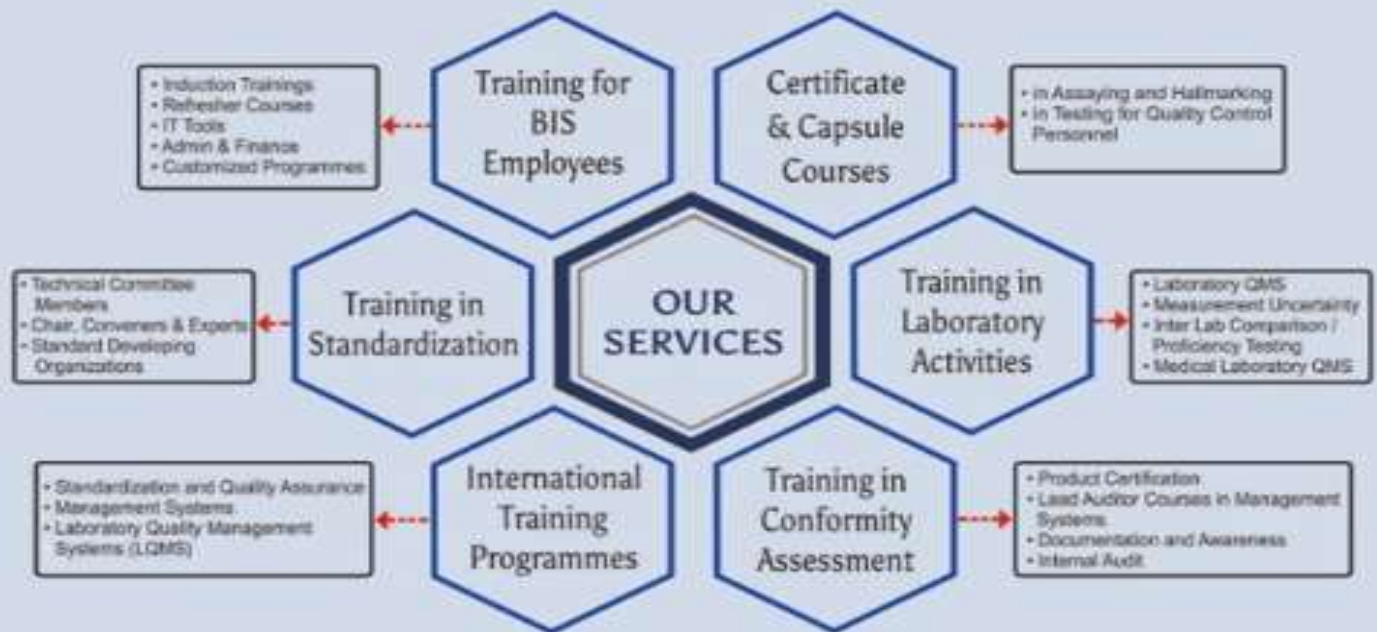 • Induction Trainings
• Refresher Courses
• IT Tools
• Admin & Finance
• Customized Programmes
Training for
BIS
Employees
Certificate
& Capsule
Courses
• in Assaying and Hallmarking
• in Testing for Quality Control
Personnel
• Technical Committee
Members
• Chair, Conveners & Experts
• Standard Developing
Organizations
Training in
Standardization
OUR
SERVICES
Training in
Laboratory
Activities
• Laboratory QMS
• Measurement Uncertainty
• Inter Lab Comparison /
Proficiency Testing
• Medical Laboratory QMS
• Standardization and Quality Assurance
• Management Systems
• Laboratory Quality Management
Systems (LQMS)
International
Training
Programmes
Training in
Conformity
Assessment
• Product Certification
• Lead Auditor Courses in Management
Systems
• Documentation and Awareness
• Internal Audit